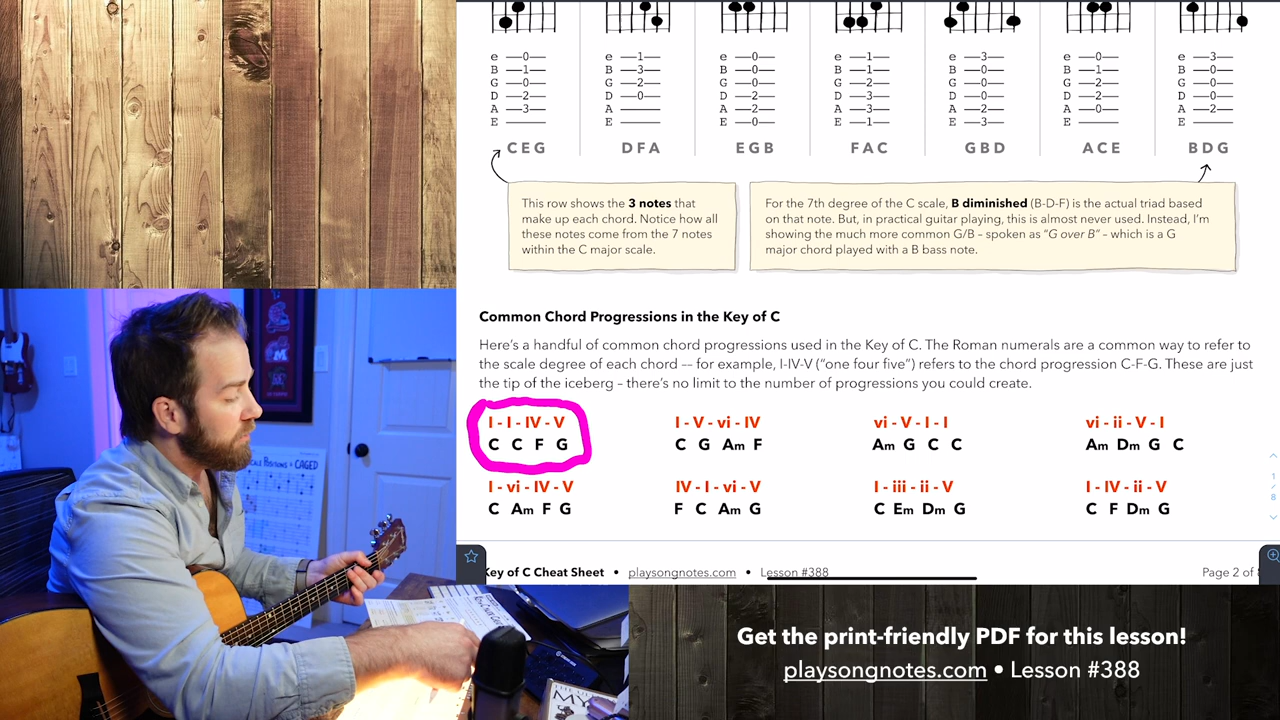 e —0— e —1— e —0— e —1— e —3— e —0— e —3—
B —1— B —3— B —0— B —1— B —0— B —1— B —0—
G —0— G —2— G —0— G —2— G —0— G —2— G —0—
D —2— D —0— D —2— D —3— D —0— D —2— D —0—
A —3— A —— A —2— A —3— A —2— A —0— A —2—
E —— E —— E —0— E —1— E —3— E —— E ——
C E G D F A E G B F A C G B D A C E B D G
This row shows the 3 notes that
make up each chord. Notice how all
these notes come from the 7 notes
within the C major scale.
For the 7th degree of the C scale, B diminished (B-D-F) is the actual triad based
on that note. But, in practical guitar playing, this is almost never used. Instead, I'm
showing the much more common G/B – spoken as “G over B” – which is a G
major chord played with a B bass note.
Common Chord Progressions in the Key of C
Here's a handful of common chord progressions used in the Key of C. The Roman numerals are a common way to refer to
the scale degree of each chord –– for example, I-IV-V (“one four five”) refers to the chord progression C-F-G. These are just
the tip of the iceberg – there's no limit to the number of progressions you could create.
I - I - IV - V I - V - vi - IV vi - V - I - I vi - ii - V - I
C C F G C G Am F Am G C C Am Dm G C
I - vi - IV - V IV - I - vi - V I - iii - ii - V I - IV - ii - V
C Am F G F C Am G C Em Dm G C F Dm G
1
/
8
Key of C Cheat Sheet • playsongnotes.com • Lesson #388 Page 2 of
SCALE POSITIONS + CAGED
Get the print-friendly PDF for this lesson!
playsongnotes.com • Lesson #388